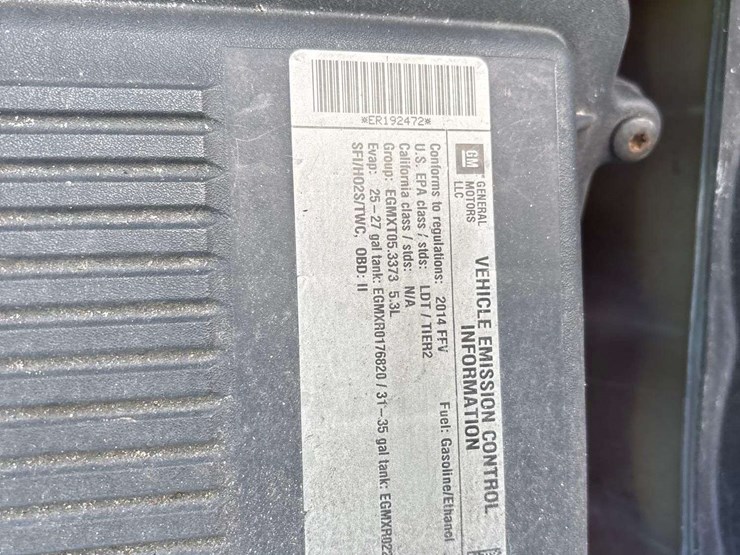 *ER192472*
GM
GENERAL
MOTORS
LLC
VEHICLE EMISSION CONTROL
INFORMATION
Conforms to regulations: 2014 FFV Fuel: Gasoline/Ethanol
U.S. EPA class / stds: LDT / TIER2
California class / stds: N/A
Group: EGMXT05.3373 5.3L
Evap: 25-27 gal tank: EGMXR0176820 / 31-35 gal tank: EGMXR022
SFI/HO2S/TWC, OBD: II